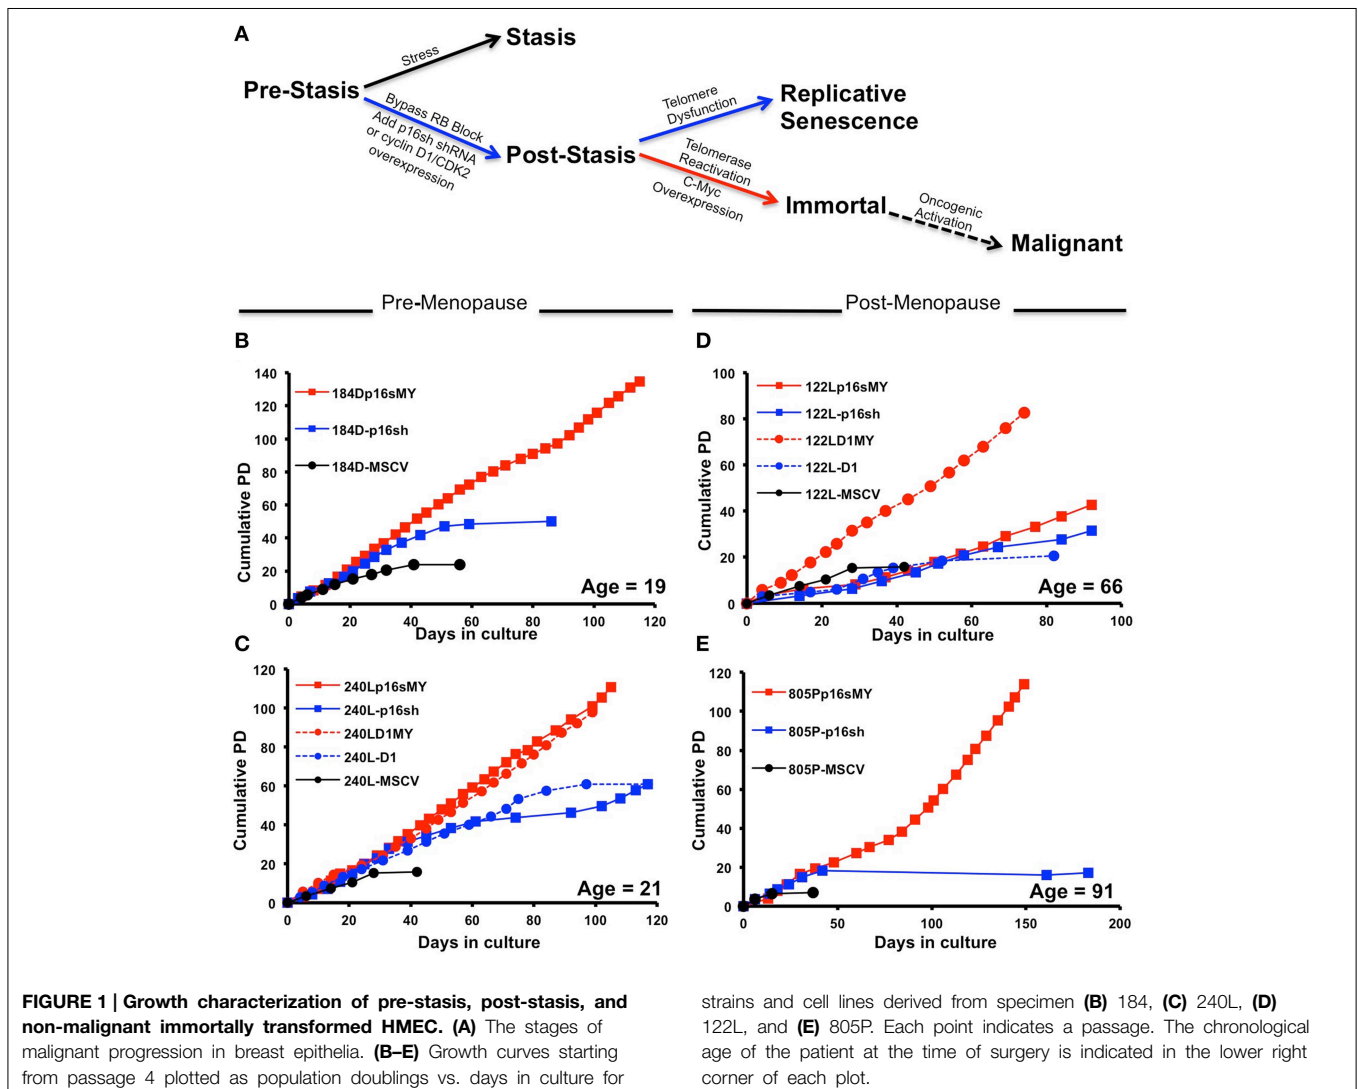 A
Pre-Stasis
Stress
Stasis
Bypass RB Block
Add p16sh shRNA
or cyclin D1/CDK2
overexpression
Post-Stasis
Telomere
Dysfunction
Replicative
Senescence
Telomerase
Reactivation
C-Myc
Overexpression
Immortal
Oncogenic
Activation
Malignant
Pre-Menopause
Post-Menopause
B
Cumulative PD
140
120
100
80
60
40
20
0
184Dp16sMY
184D-p16sh
184D-MSCV
Age = 19
0 20 40 60 80 100 120
Days in culture
C
Cumulative PD
120
100
80
60
40
20
0
240Lp16sMY
240L-p16sh
240LD1MY
240L-D1
240L-MSCV
Age = 21
0 20 40 60 80 100 120
Days in culture
D
Cumulative PD
100
80
60
40
20
0
122Lp16sMY
122L-p16sh
122LD1MY
122L-D1
122L-MSCV
Age = 66
0 20 40 60 80 100
Days in culture
E
Cumulative PD
120
100
80
60
40
20
0
805Pp16sMY
805P-p16sh
805P-MSCV
Age = 91
0 50 100 150 200
Days in culture
FIGURE 1 | Growth characterization of pre-stasis, post-stasis, and
non-malignant immortally transformed HMEC. (A) The stages of
malignant progression in breast epithelia. (B–E) Growth curves starting
from passage 4 plotted as population doublings vs. days in culture for
strains and cell lines derived from specimen (B) 184, (C) 240L, (D)
122L, and (E) 805P. Each point indicates a passage. The chronological
age of the patient at the time of surgery is indicated in the lower right
corner of each plot.